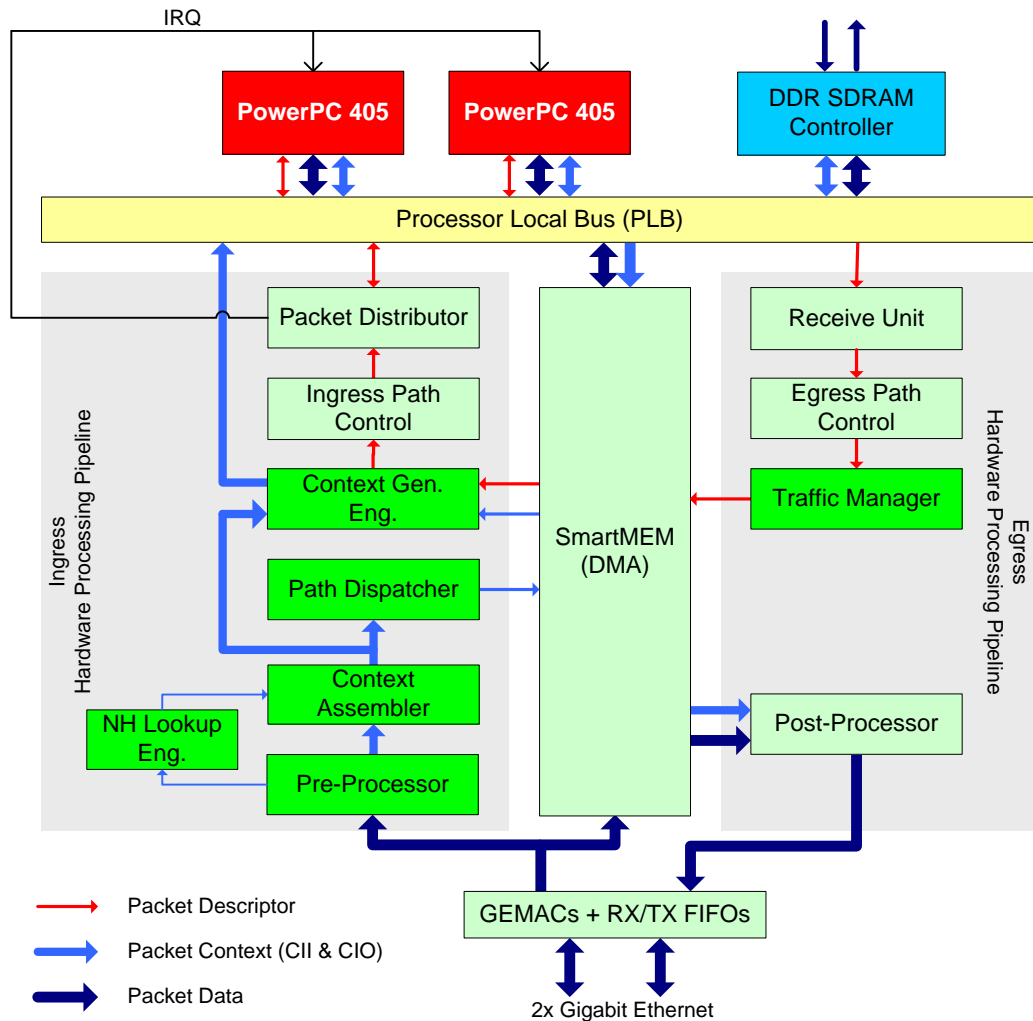 IRQ
PowerPC 405
PowerPC 405
DDR SDRAM
Controller
Processor Local Bus (PLB)
Packet Distributor
Ingress Path
Control
Context Gen.
Eng.
Path Dispatcher
Context
Assembler
NH Lookup
Eng.
Pre-Processor
Ingress
Hardware Processing Pipeline
SmartMEM
(DMA)
Receive Unit
Egress Path
Control
Traffic Manager
Post-Processor
Egress
Hardware Processing Pipeline
GEMACs + RX/TX FIFOs
2x Gigabit Ethernet
Packet Descriptor
Packet Context (CII & CIO)
Packet Data